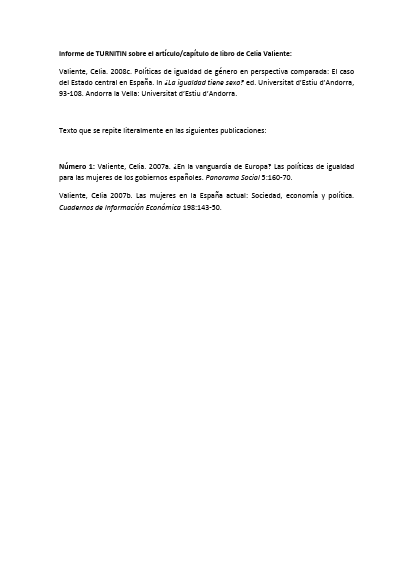 Informe de TURNITIN sobre el artículo/capítulo de libro de Celia Valiente:
Valiente, Celia. 2008c. Políticas de igualdad de género en perspectiva comparada: El caso
del Estado central en España. In ¿La igualdad tiene sexo? ed. Universitat d'Estiu d'Andorra,
93-108. Andorra la Vella: Universitat d'Estiu d'Andorra.
Texto que se repite literalmente en las siguientes publicaciones:
Número 1: Valiente, Celia. 2007a. ¿En la vanguardia de Europa? Las políticas de igualdad
para las mujeres de los gobiernos españoles. Panorama Social 5:160-70.
Valiente, Celia 2007b. Las mujeres en la España actual: Sociedad, economía y política.
Cuadernos de Información Económica 198:143-50.